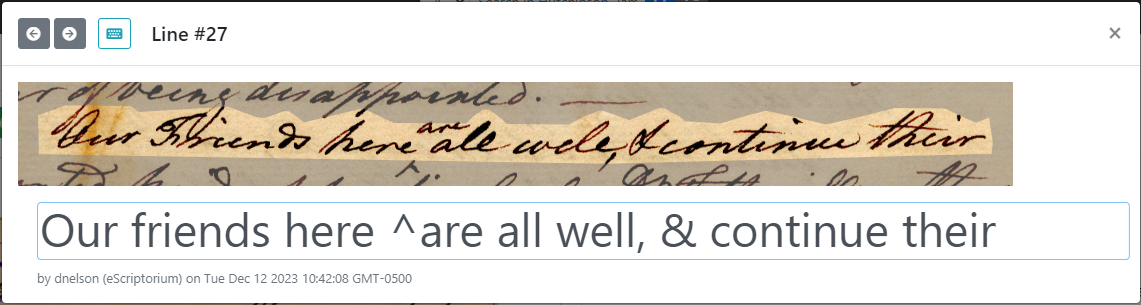 Line #27
×
r of being disappointed. —
Our Friends here ^are all well, & continue their
Our friends here ^are all well, & continue their
by dnelson (eScriptorium) on Tue Dec 12 2023 10:42:08 GMT-0500